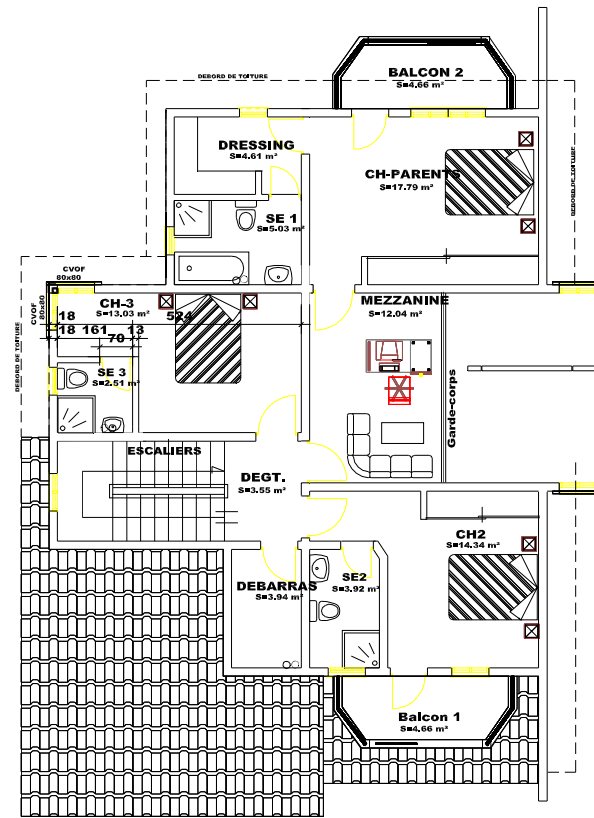 BALCON 2
S=4.66 m²
DEBORD DE TOITURE
DRESSING
S=4.61 m²
CH-PARENTS
S=17.79 m²
DEBORD DE TOITURE
SE 1
S=5.03 m²
CVOF
80x80
CVOF
80x80
CH-3
S=13.03 m²
MEZZANINE
S=12.04 m²
18
524
18 161 13
70
DEBORD DE TOITURE
SE 3
S=2.51 m²
Garde-corps
ESCALIERS
DEGT.
S=3.55 m²
CH2
S=14.34 m²
DEBARRAS
S=3.94 m²
SE2
S=3.92 m²
Balcon 1
S=4.66 m²
DEBORD DE TOITURE